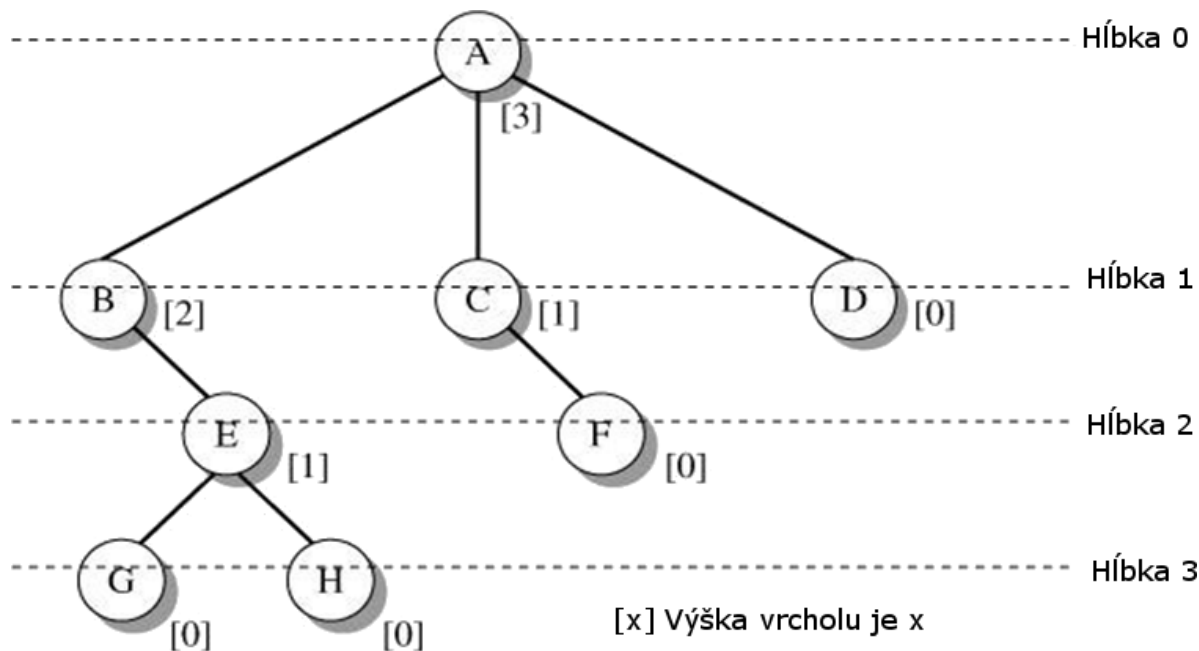 A
Hĺbka 0
[3]
B
[2]
C
[1]
D
[0]
Hĺbka 1
E
[1]
F
[0]
Hĺbka 2
G
[0]
H
[0]
Hĺbka 3
[x] Výška vrcholu je x